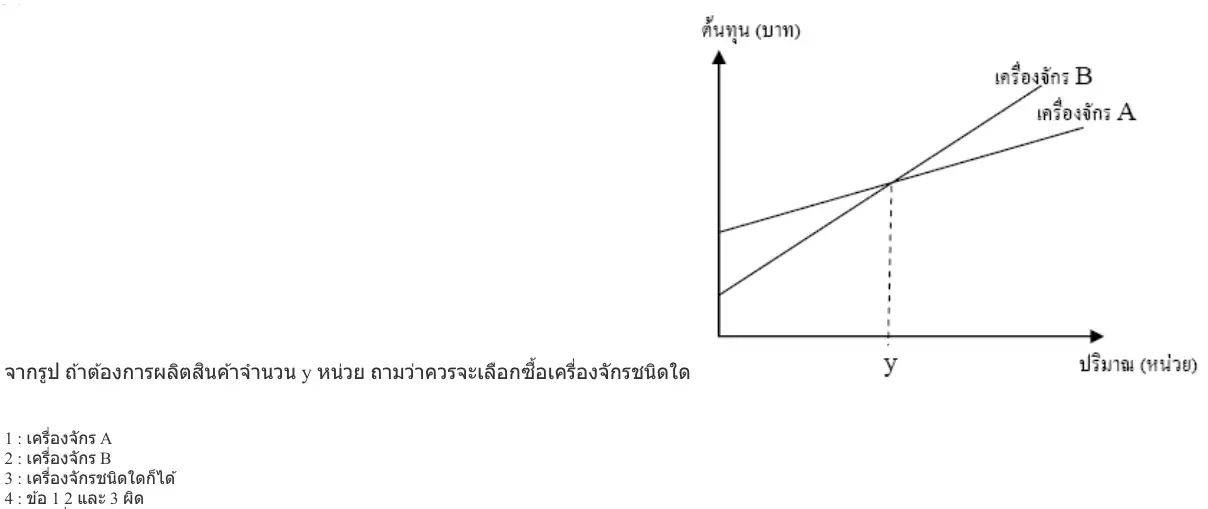 ต้นทุน (บาท)
เครื่องจักร B
เครื่องจักร A
y
ปริมาณ (หน่วย)
จากรูป ถ้าต้องการผลิตสินค้าจำนวน y หน่วย ถามว่าควรจะเลือกซื้อเครื่องจักรชนิดใด
1 : เครื่องจักร A
2 : เครื่องจักร B
3 : เครื่องจักรชนิดใดก็ได้
4 : ข้อ 1 2 และ 3 ผิด